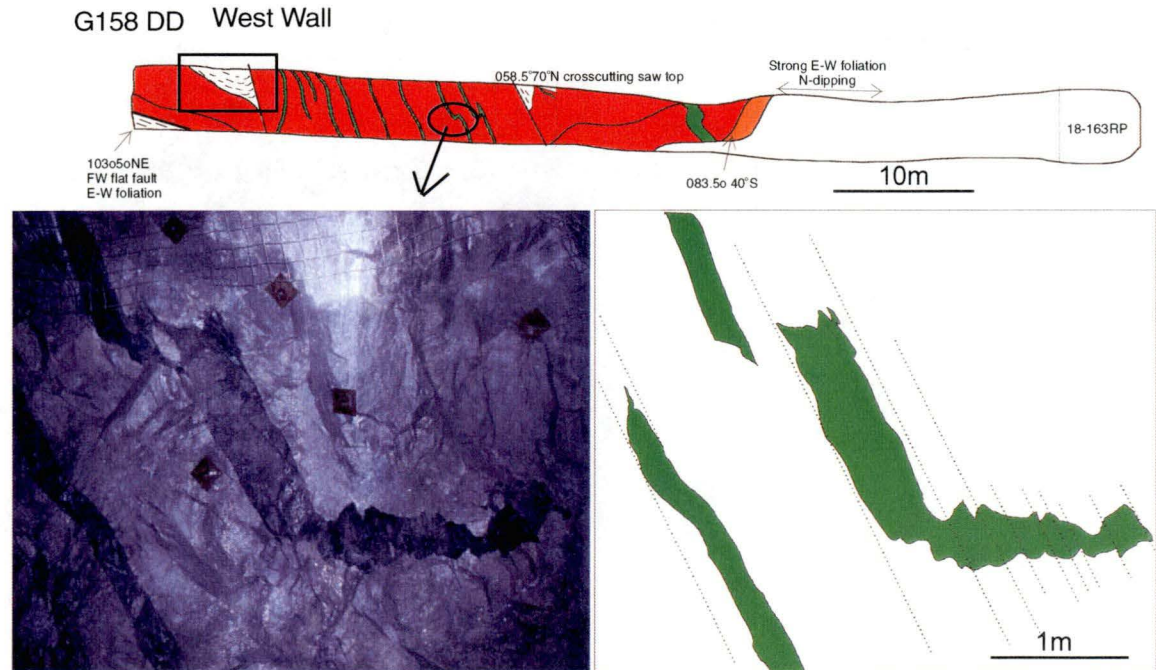 G158 DD West Wall
058.5°70°N crosscutting saw top
Strong E-W foliation
N-dipping
18-163RP
103o5oNE
FW flat fault
E-W foliation
083.5o 40°S
10m
1m